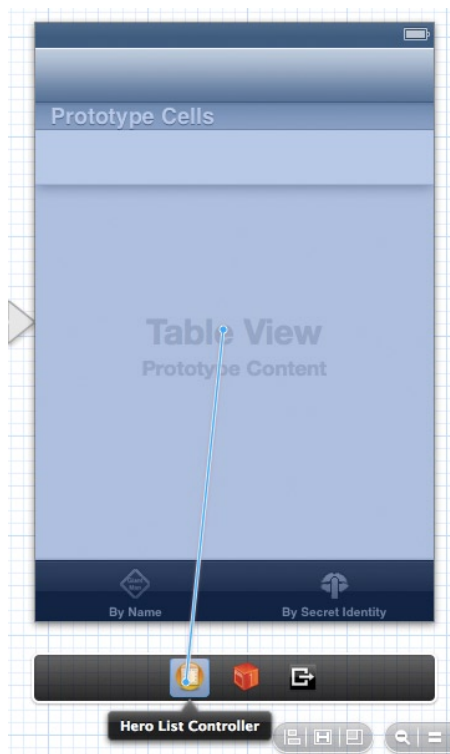 Prototype Cells
Table View
Prototype Content
By Name
By Secret Identity
Hero List Controller